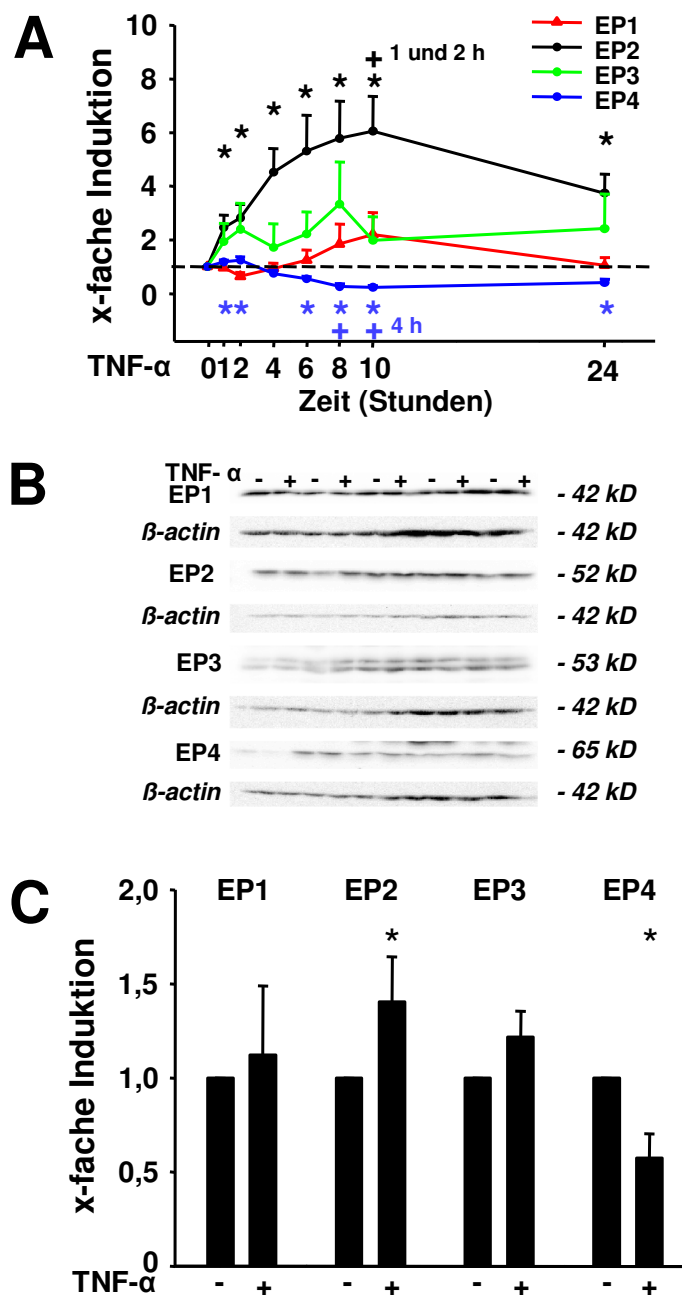 A
10
8
6
4
2
0
x-fache Induktion
EP1
EP2
EP3
EP4
* * * * * * + 1 und 2 h
* *
** * * *
+ + 4 h
TNF-α 0 1 2 4 6 8 10 24
Zeit (Stunden)
B
TNF- α - + - + - + - + - +
EP1 - 42 kD
ß-actin - 42 kD
EP2 - 52 kD
ß-actin - 42 kD
EP3 - 53 kD
ß-actin - 42 kD
EP4 - 65 kD
ß-actin - 42 kD
C
x-fache Induktion
EP1 EP2 EP3 EP4
* *
2,0
1,5
1,0
0,5
0
TNF-α - + - + - + - +